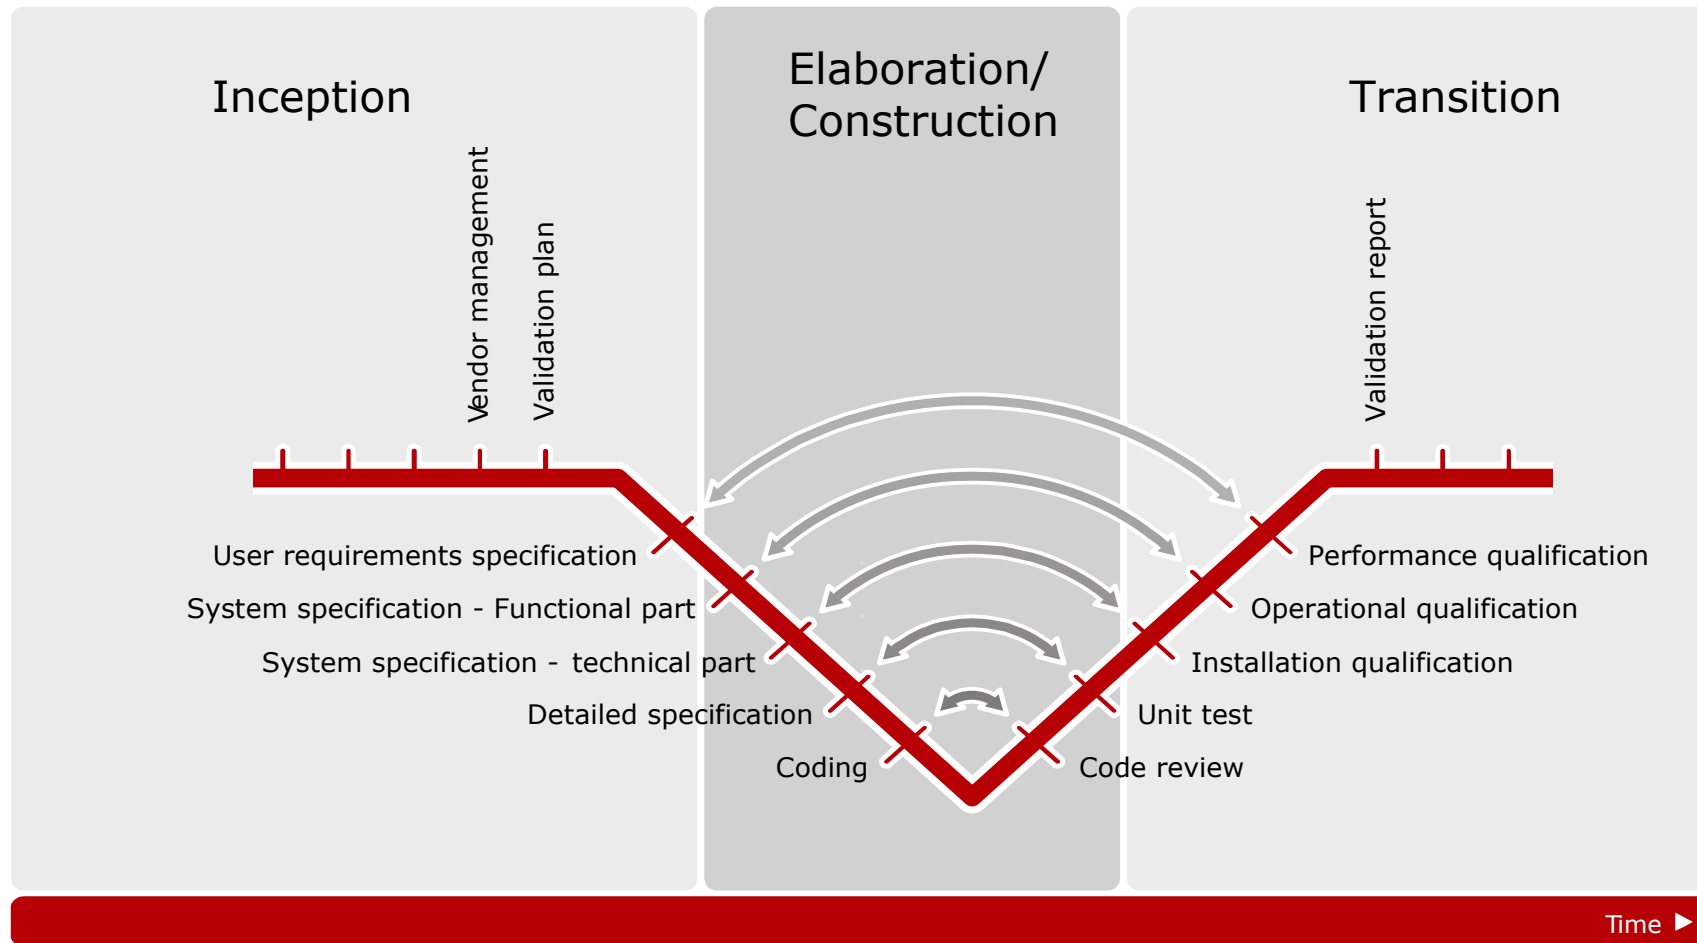 Inception
Elaboration/
Construction
Transition
Vendor management
Validation plan
Validation report
User requirements specification
System specification - Functional part
System specification - technical part
Detailed specification
Coding
Performance qualification
Operational qualification
Installation qualification
Unit test
Code review
Time